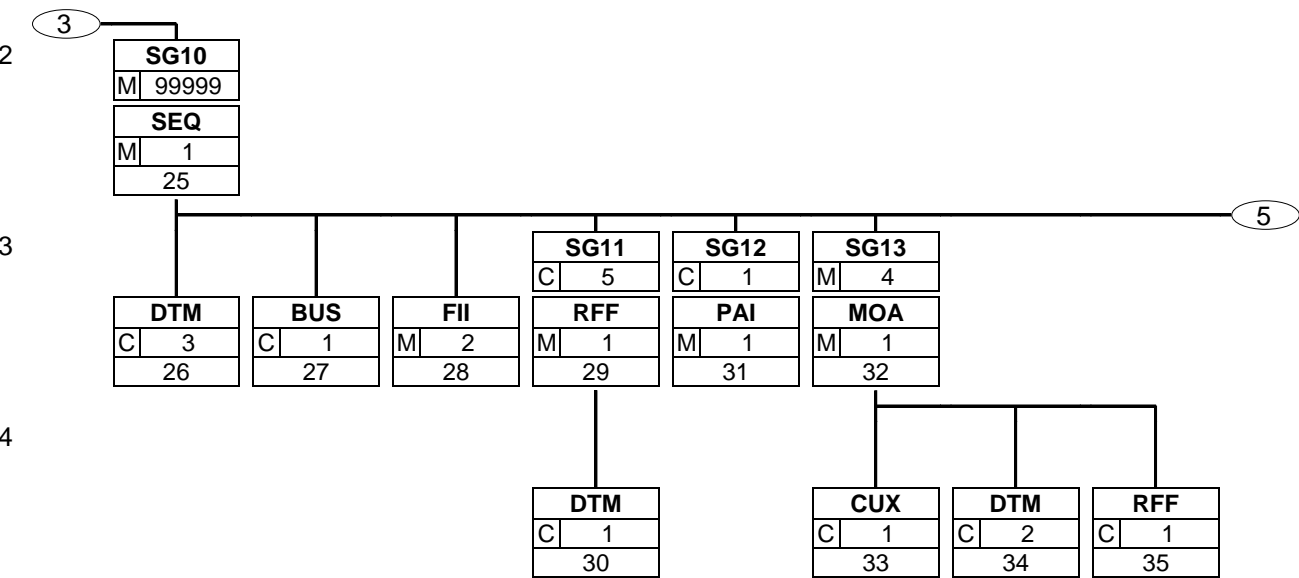 3
2
SG10
M 99999
SEQ
M 1
25
5
3
SG11 SG12 SG13
C 5 C 1 M 4
DTM BUS FII RFF PAI MOA
C 3 C 1 M 2 M 1 M 1 M 1
26 27 28 29 31 32
4
DTM CUX DTM RFF
C 1 C 1 C 2 C 1
30 33 34 35